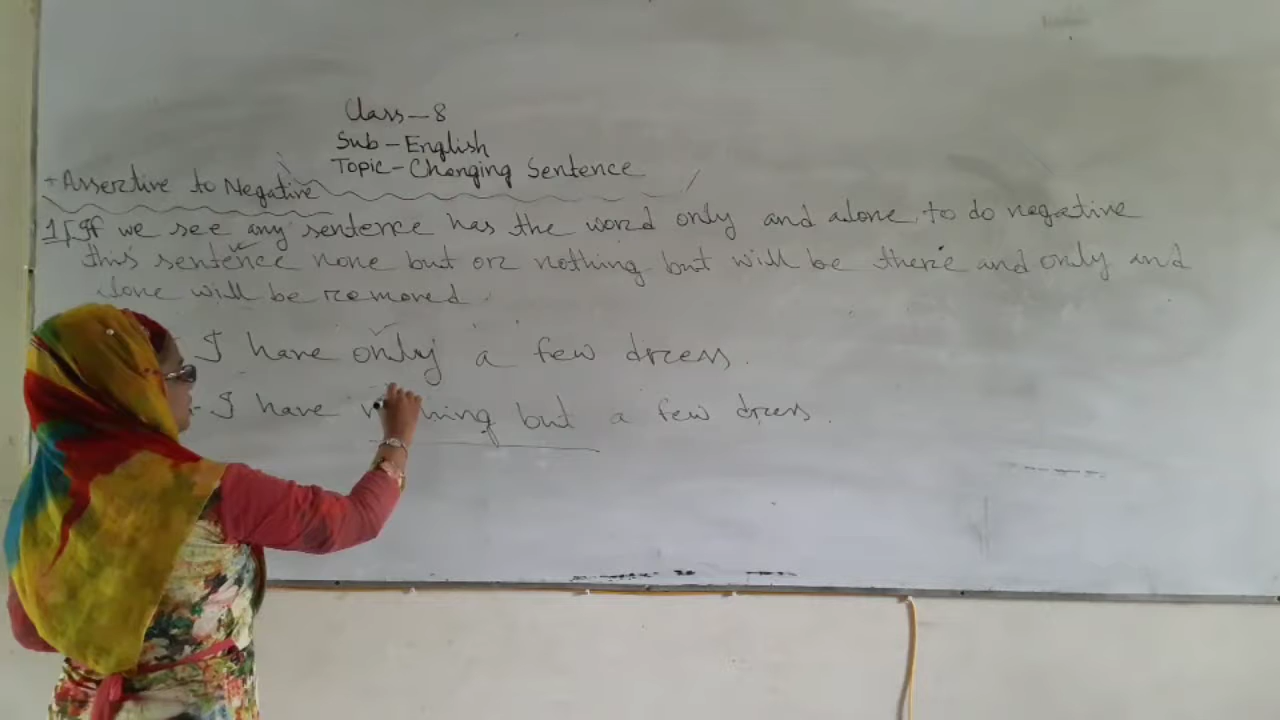 Class-8
Sub-English
Topic-Changing Sentence
+Assertive to Negative
1| If we see any sentence has the word only and alone, to do negative
this sentence none but or nothing but will be there and only and
alone will be removed.
I have only a few dress.
- I have nothing but a few dress.